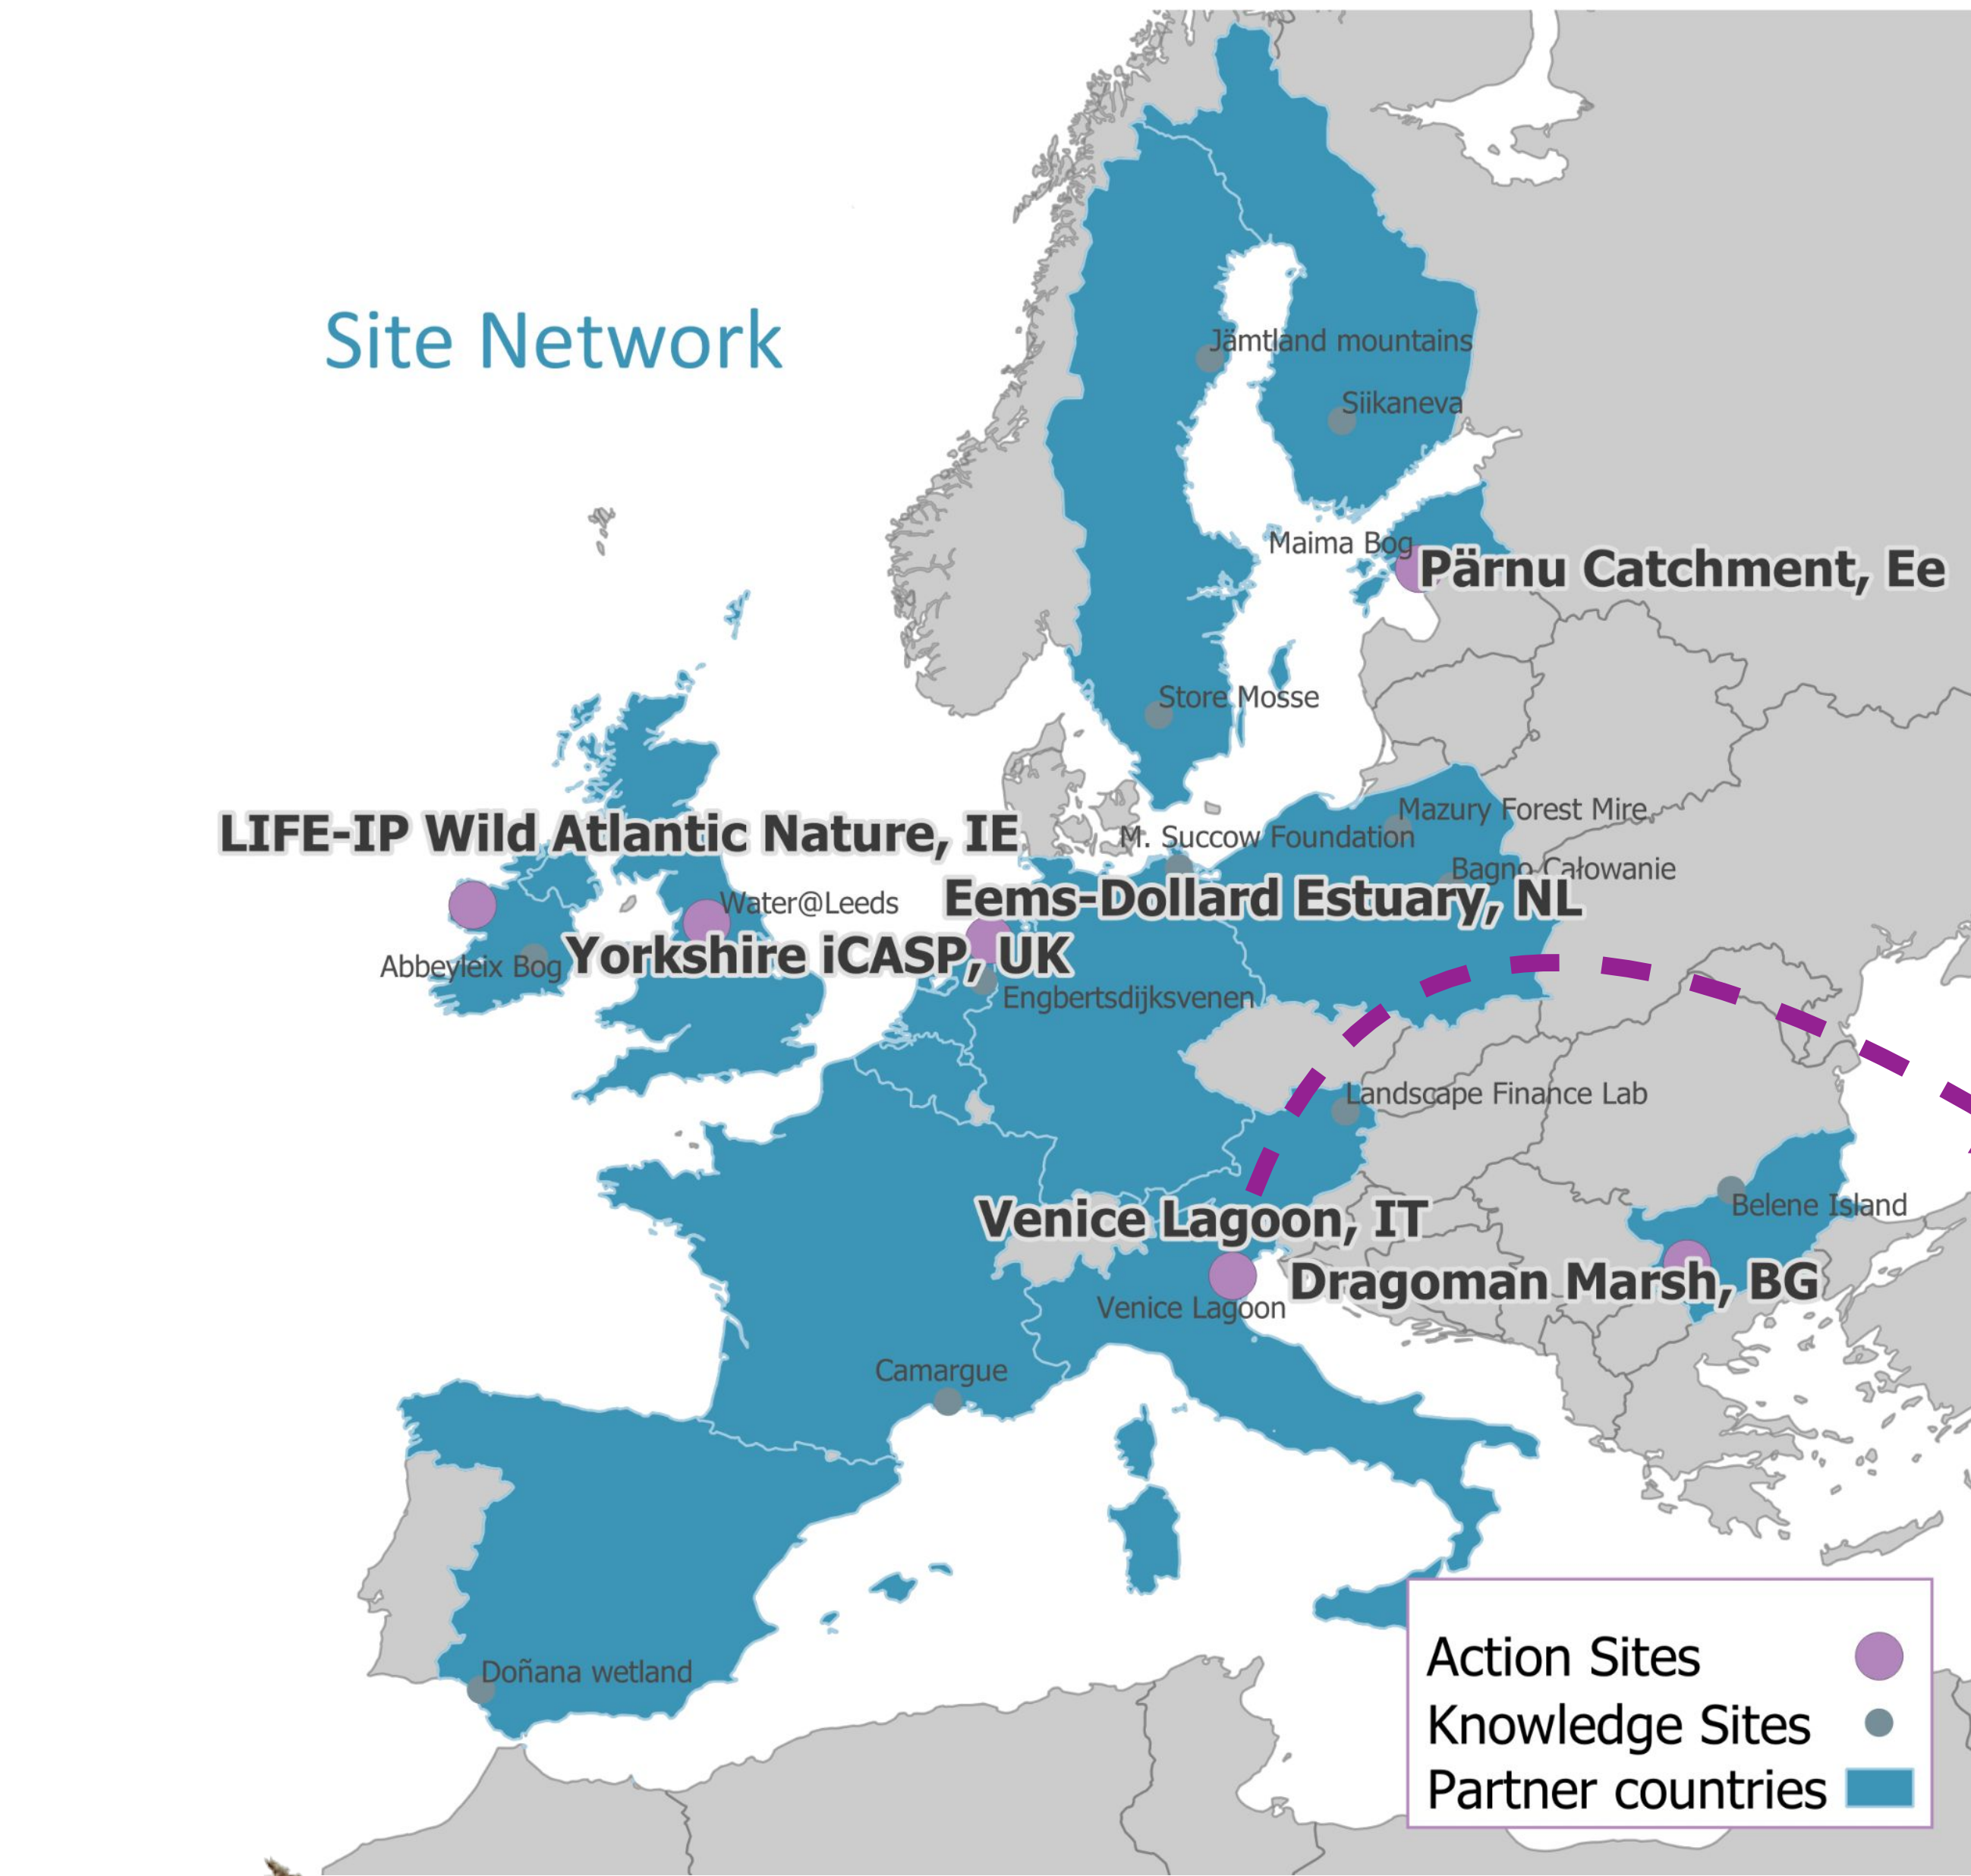 Site Network
Jämtland mountains
Siikaneva
Maima Bog
Pärnu Catchment, Ee
Store Mosse
LIFE-IP Wild Atlantic Nature, IE
Mazury Forest Mire
M. Succow Foundation
Bagno Całowanie
Water@Leeds
Eems-Dollard Estuary, NL
Abbeyleix Bog
Yorkshire iCASP, UK
Engbertsdijksvenen
Landscape Finance Lab
Venice Lagoon, IT
Belene Island
Dragoman Marsh, BG
Venice Lagoon
Camargue
Doñana wetland
Action Sites
Knowledge Sites
Partner countries